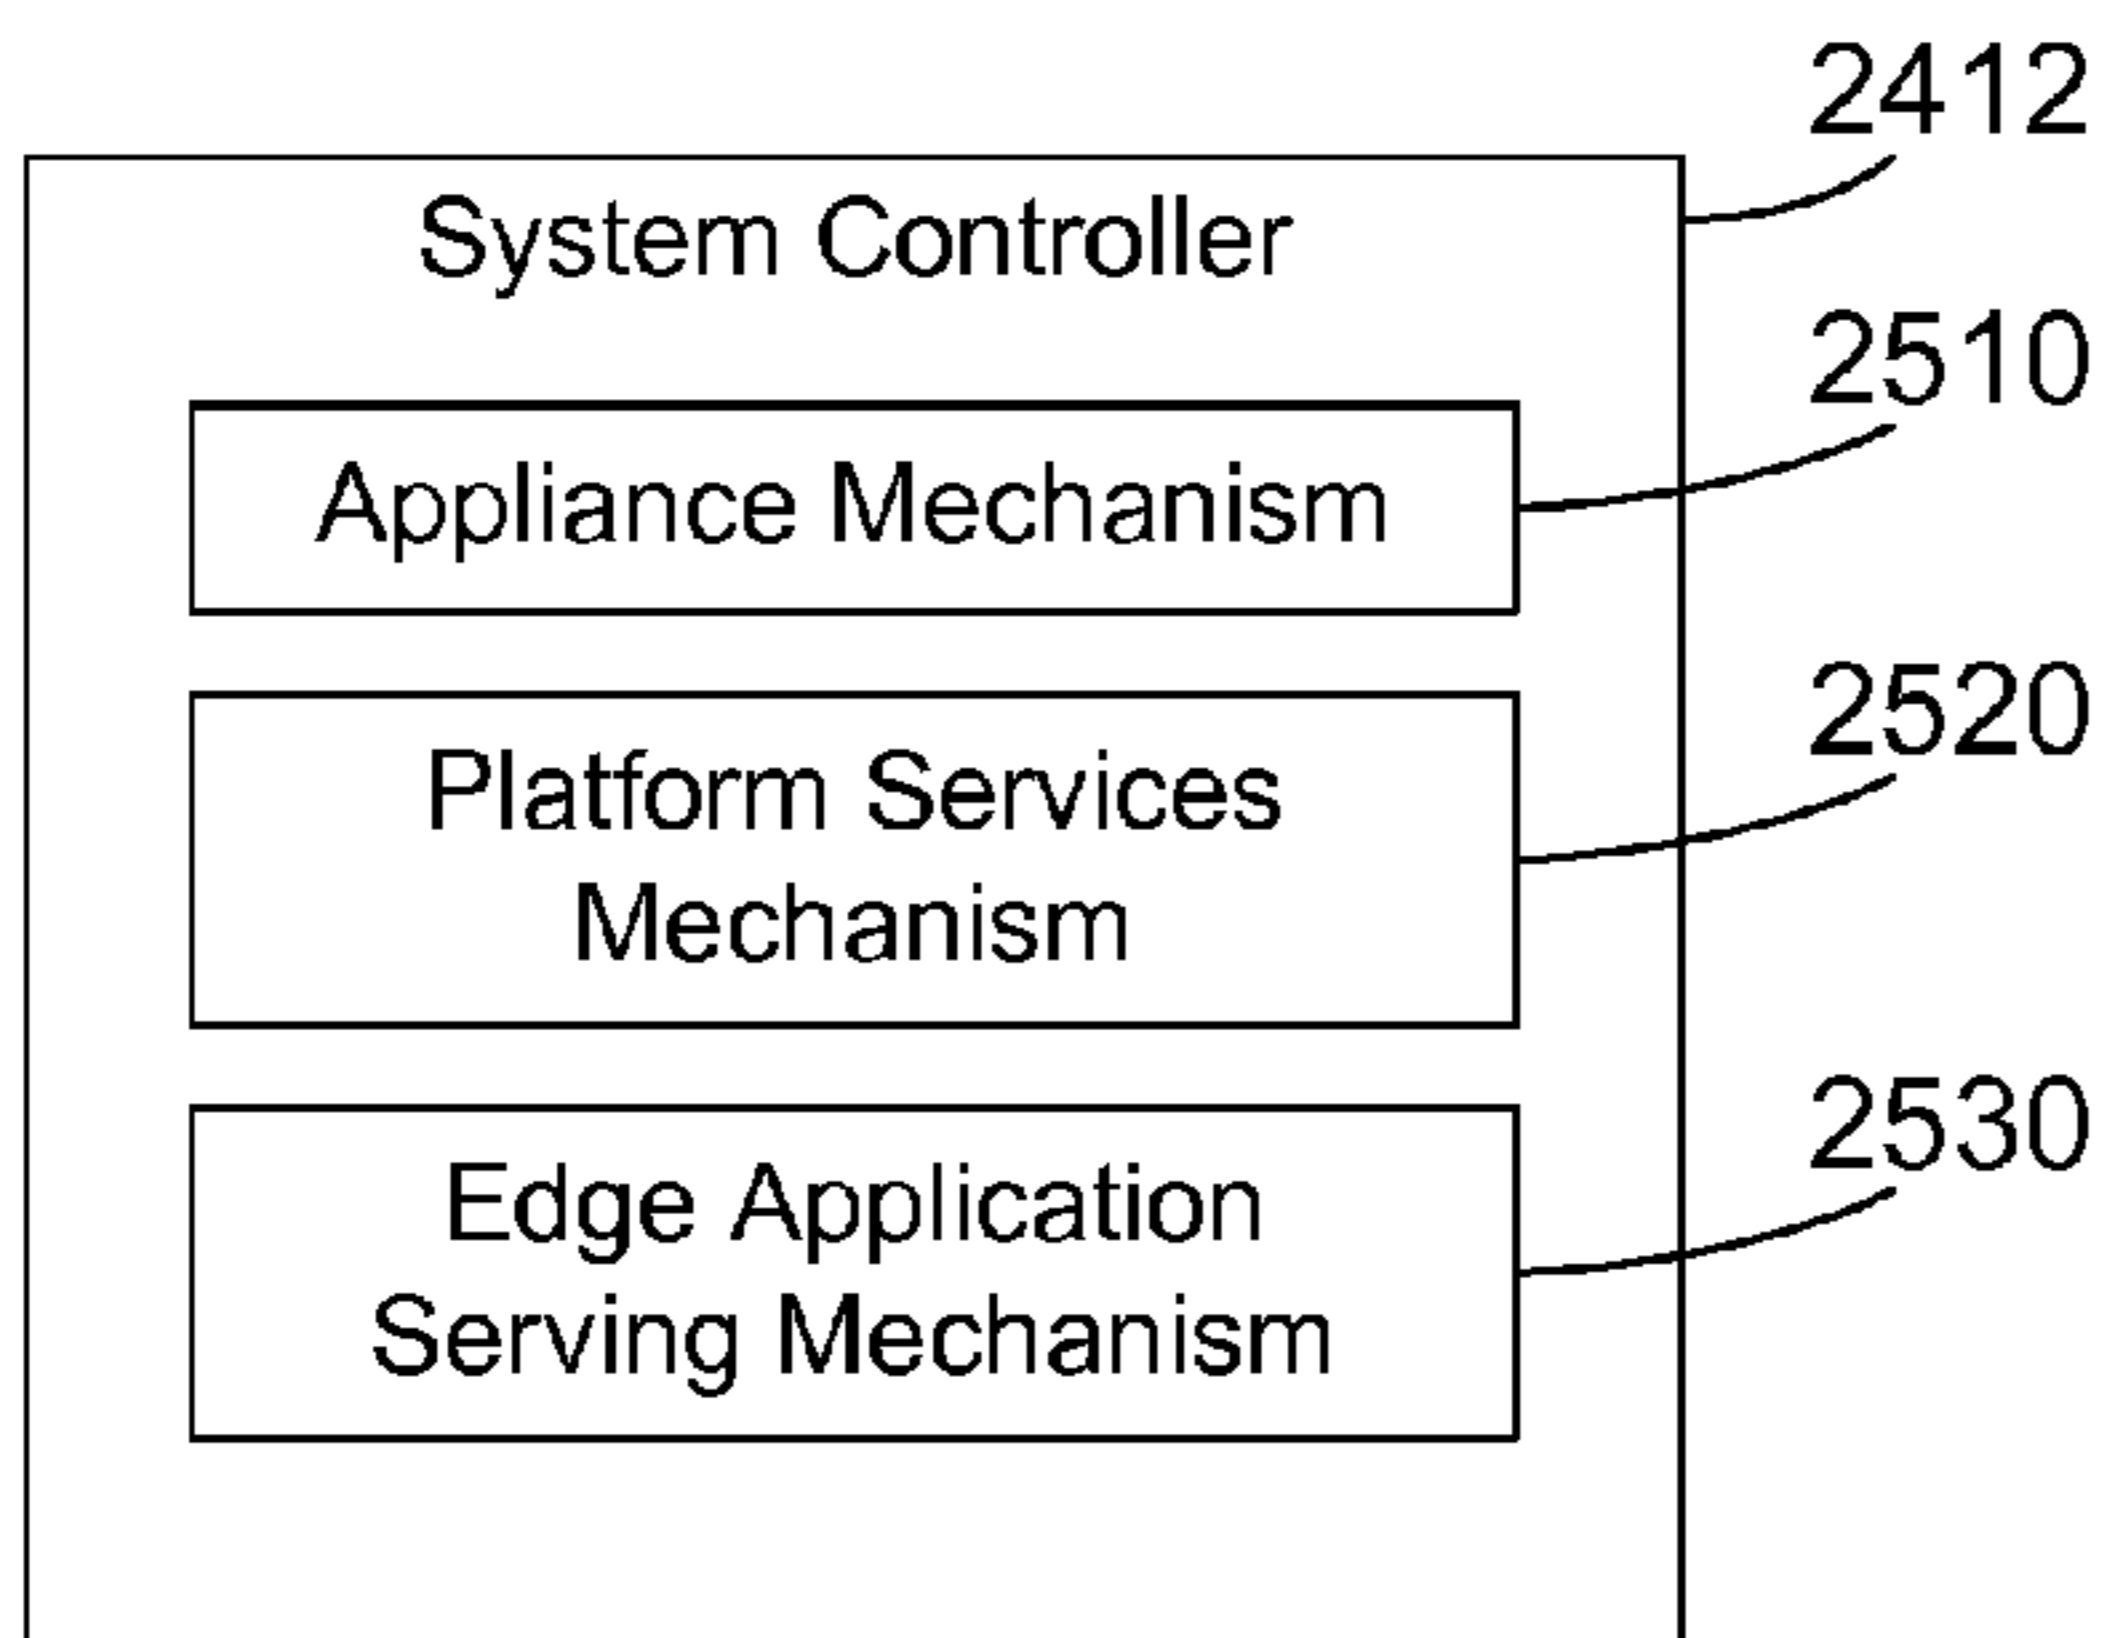 2412
System Controller
2510
Appliance Mechanism
2520
Platform Services
Mechanism
2530
Edge Application
Serving Mechanism